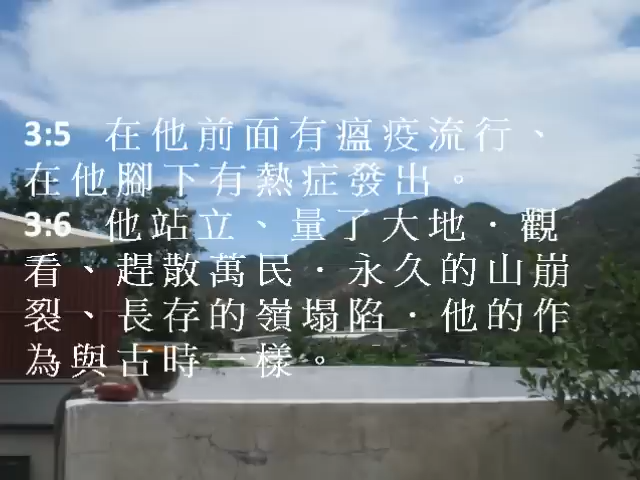 3:5 在他前面有瘟疫流行、
在他腳下有熱症發出。
3:6 他站立、量了大地．觀
看、趕散萬民．永久的山崩
裂、長存的嶺塌陷．他的作
為與古時一樣。